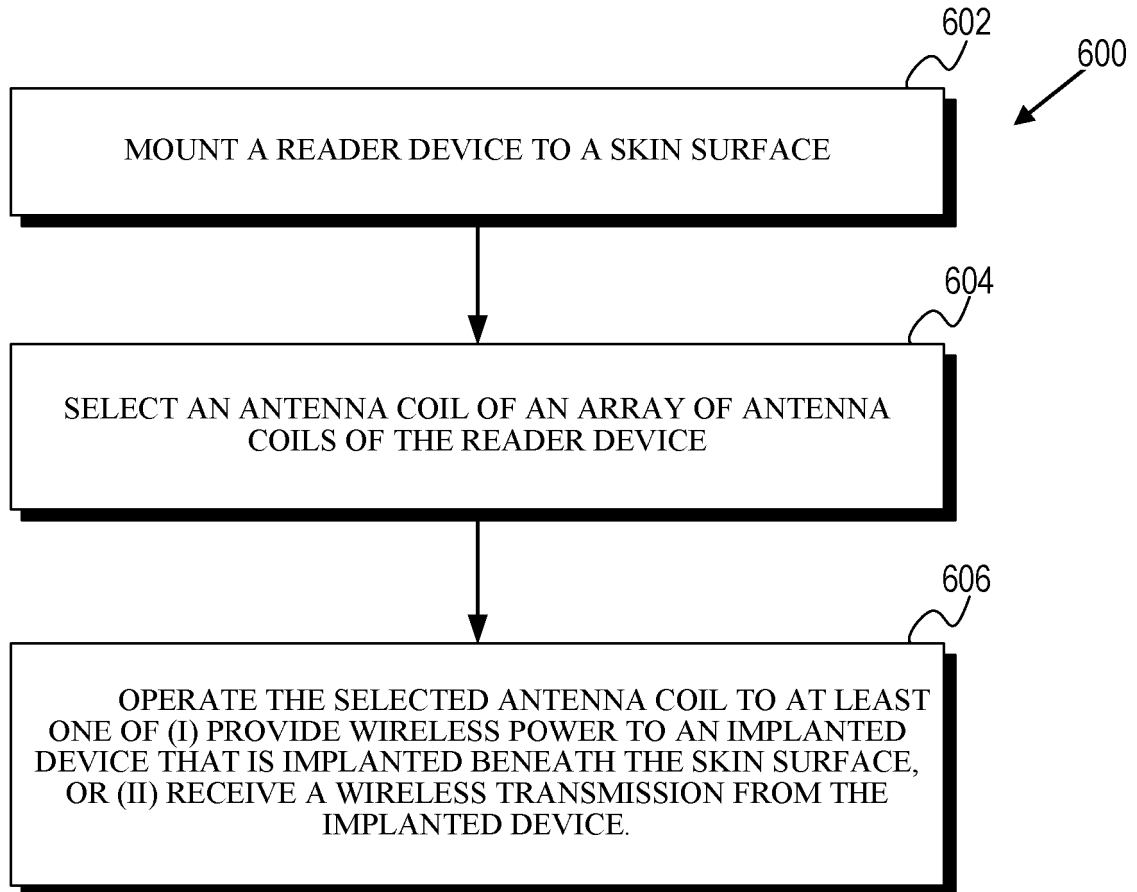 602
600
MOUNT A READER DEVICE TO A SKIN SURFACE
604
SELECT AN ANTENNA COIL OF AN ARRAY OF ANTENNA
COILS OF THE READER DEVICE
606
OPERATE THE SELECTED ANTENNA COIL TO AT LEAST
ONE OF (I) PROVIDE WIRELESS POWER TO AN IMPLANTED
DEVICE THAT IS IMPLANTED BENEATH THE SKIN SURFACE,
OR (II) RECEIVE A WIRELESS TRANSMISSION FROM THE
IMPLANTED DEVICE.